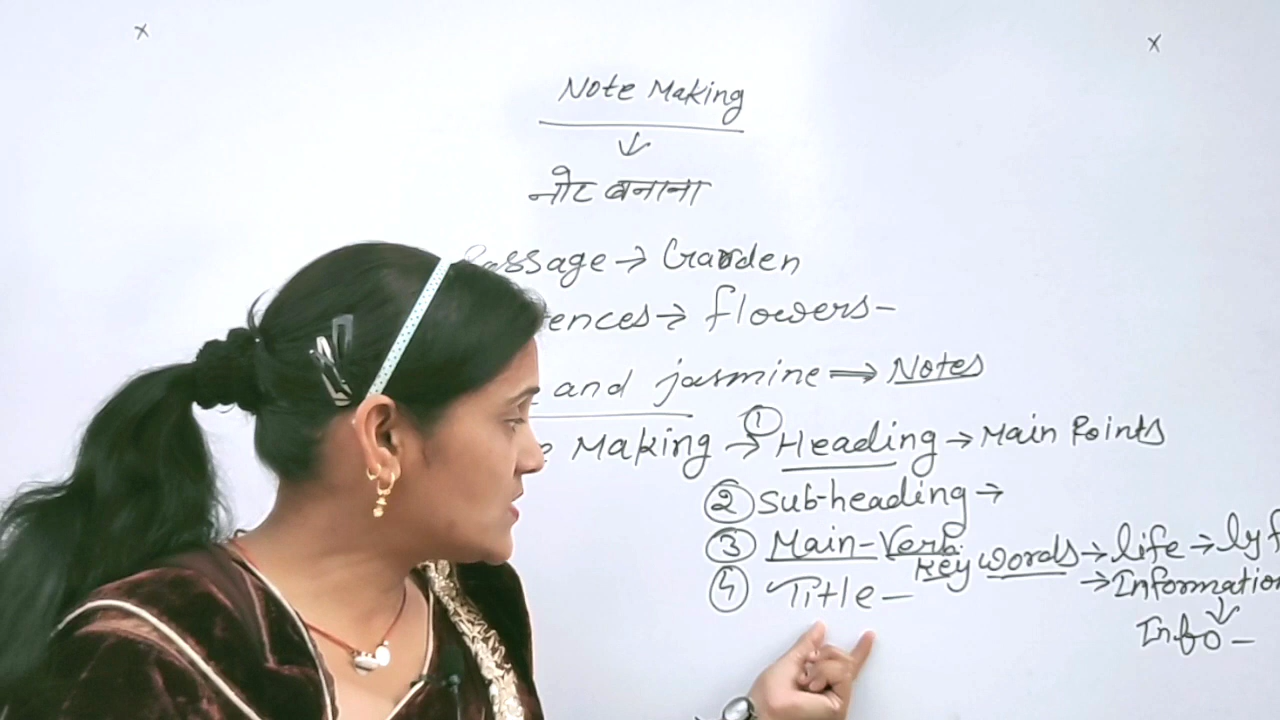 x x
Note Making
↓
नोट बनाना
Passage → Garden
tences → flowers -
and jasmine ⇒ Notes
Making → ① Heading → Main Points
② Sub-heading →
③ Main-Verb
Key words → life → lyf
④ Title -
→ Information
↓
Info -